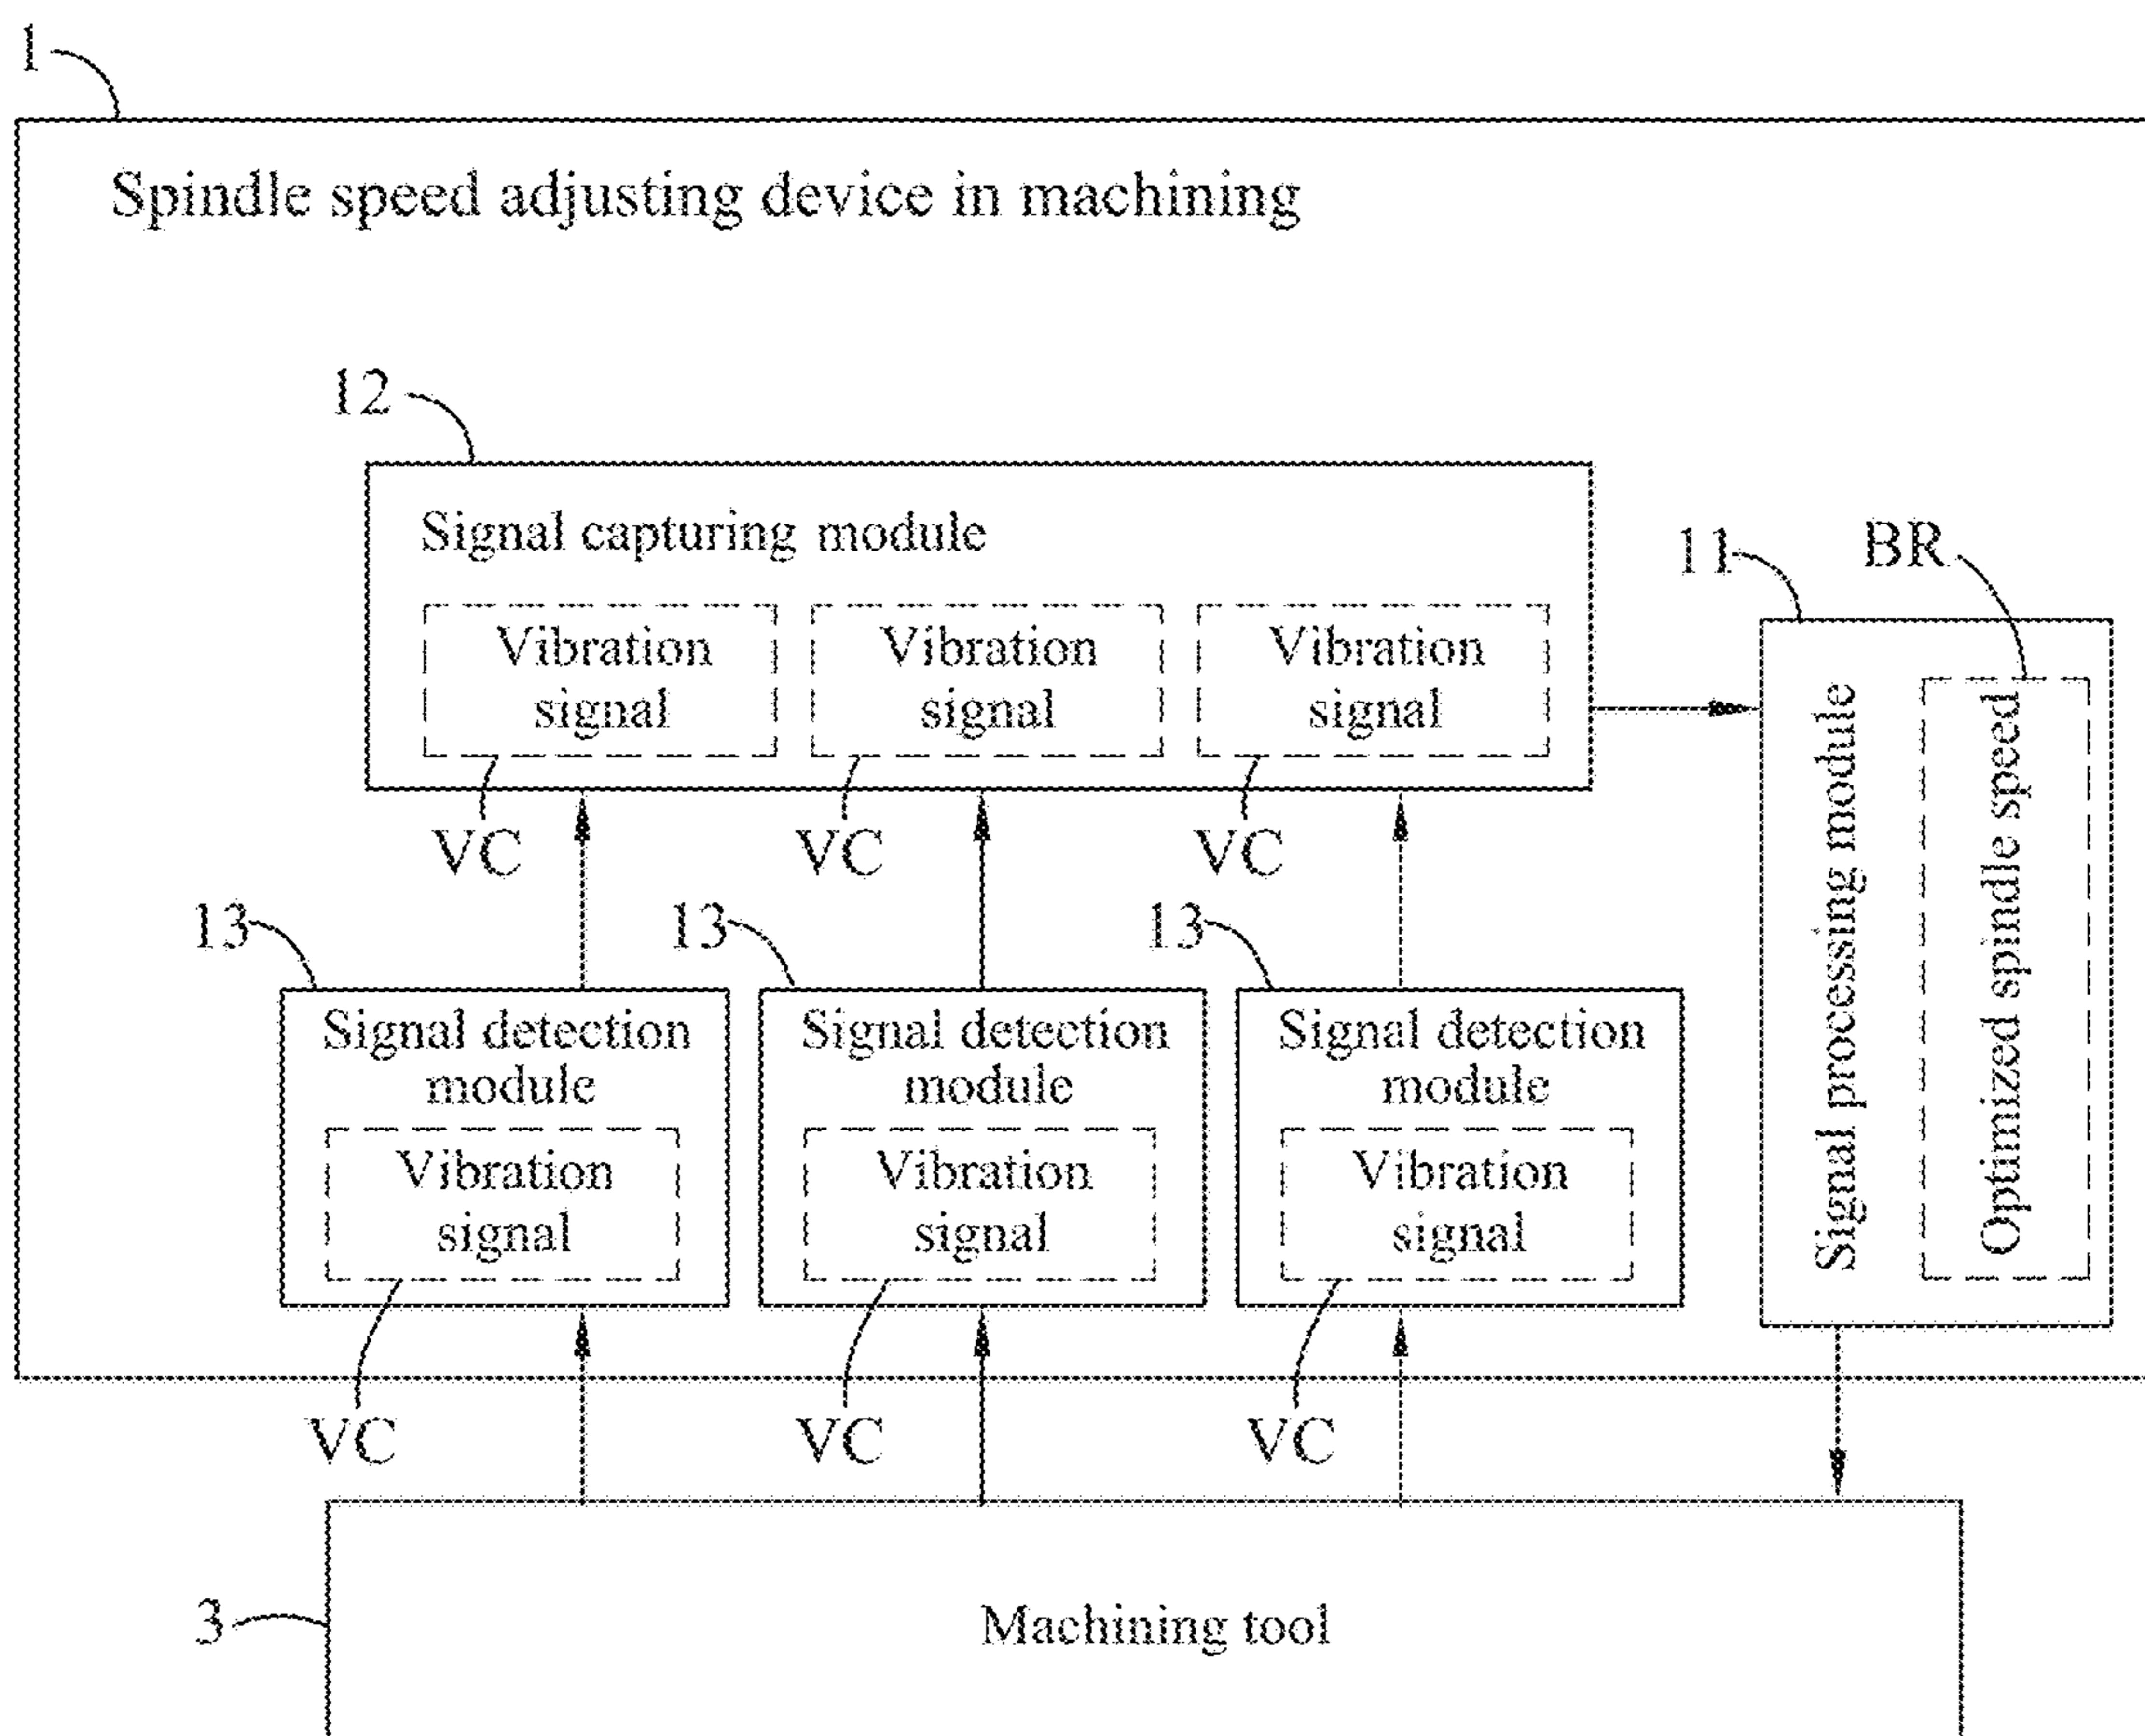 1
Spindle speed adjusting device in machining
12
Signal capturing module
Vibration
signal
Vibration
signal
Vibration
signal
VC
VC
VC
11
BR
Signal processing module
Optimized spindle speed
13
13
13
Signal detection
module
Vibration
signal
Signal detection
module
Vibration
signal
Signal detection
module
Vibration
signal
VC
VC
VC
3
Machining tool